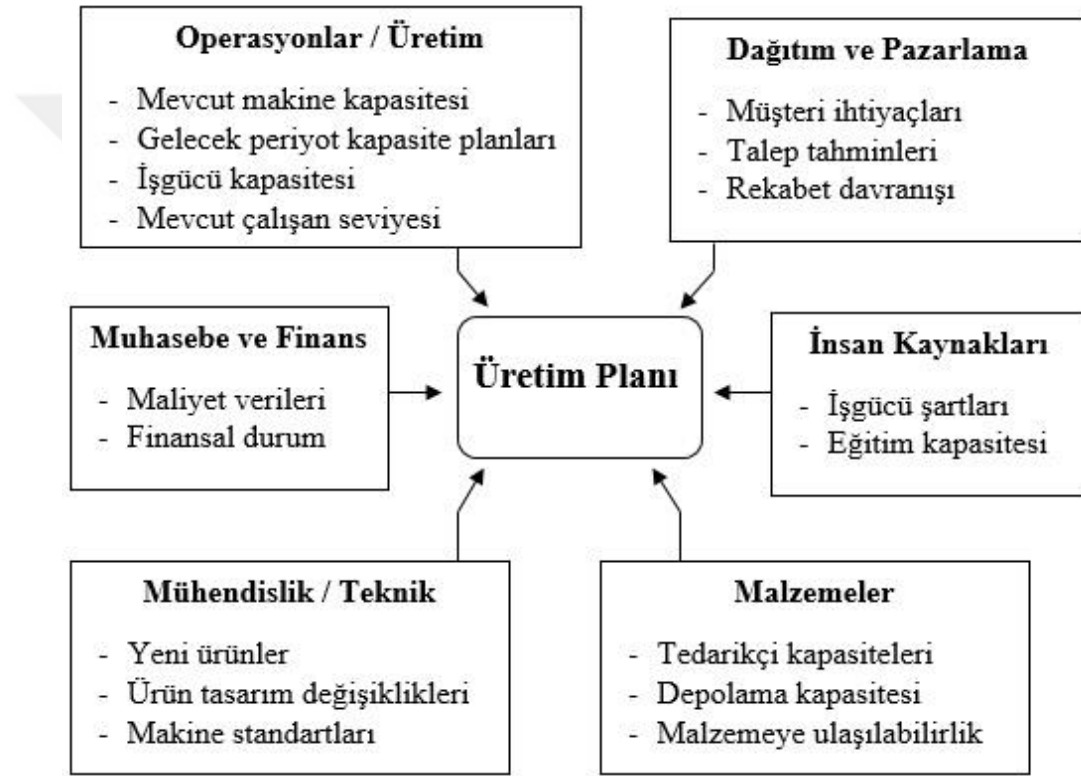 Operasyonlar / Üretim
- Mevcut makine kapasitesi
- Gelecek periyot kapasite planları
- İşgücü kapasitesi
- Mevcut çalışan seviyesi
Dağıtım ve Pazarlama
- Müşteri ihtiyaçları
- Talep tahminleri
- Rekabet davranışı
Muhasebe ve Finans
- Maliyet verileri
- Finansal durum
Üretim Planı
İnsan Kaynakları
- İşgücü şartları
- Eğitim kapasitesi
Mühendislik / Teknik
- Yeni ürünler
- Ürün tasarım değişiklikleri
- Makine standartları
Malzemeler
- Tedarikçi kapasiteleri
- Depolama kapasitesi
- Malzemeye ulaşılabilirlik